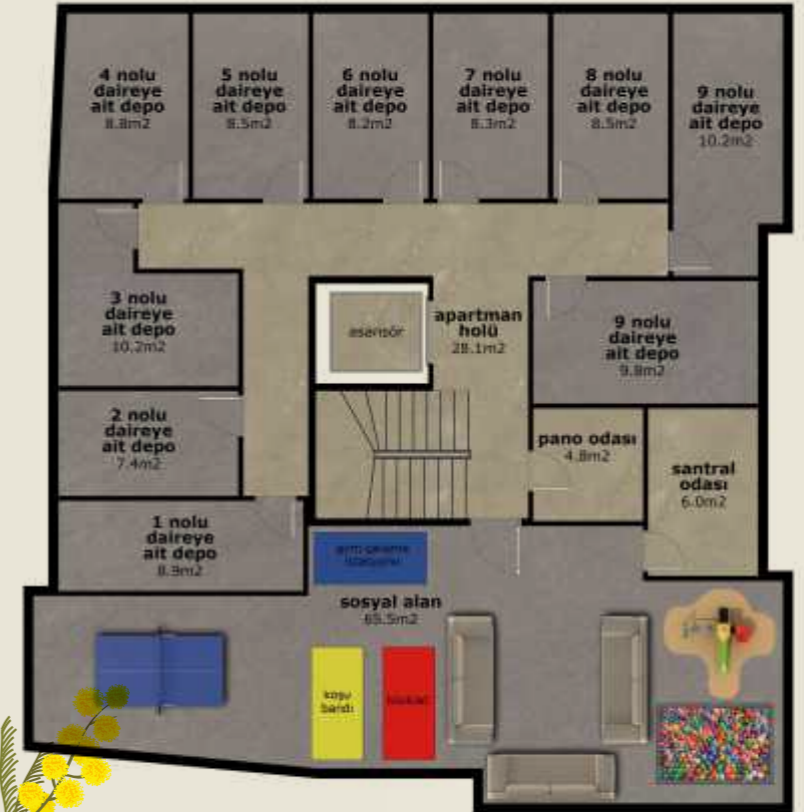 4 nolu
daireye
ait depo
8.8m2
5 nolu
daireye
ait depo
8.5m2
6 nolu
daireye
ait depo
8.2m2
7 nolu
daireye
ait depo
8.3m2
8 nolu
daireye
ait depo
8.5m2
9 nolu
daireye
ait depo
10.2m2
3 nolu
daireye
ait depo
10.2m2
asansör
apartman
holü
28.1m2
9 nolu
daireye
ait depo
9.8m2
2 nolu
daireye
ait depo
7.4m2
pano odası
4.8m2
santral
odası
6.0m2
1 nolu
daireye
ait depo
8.9m2
sosyal alan
65.5m2
koşu
bandı